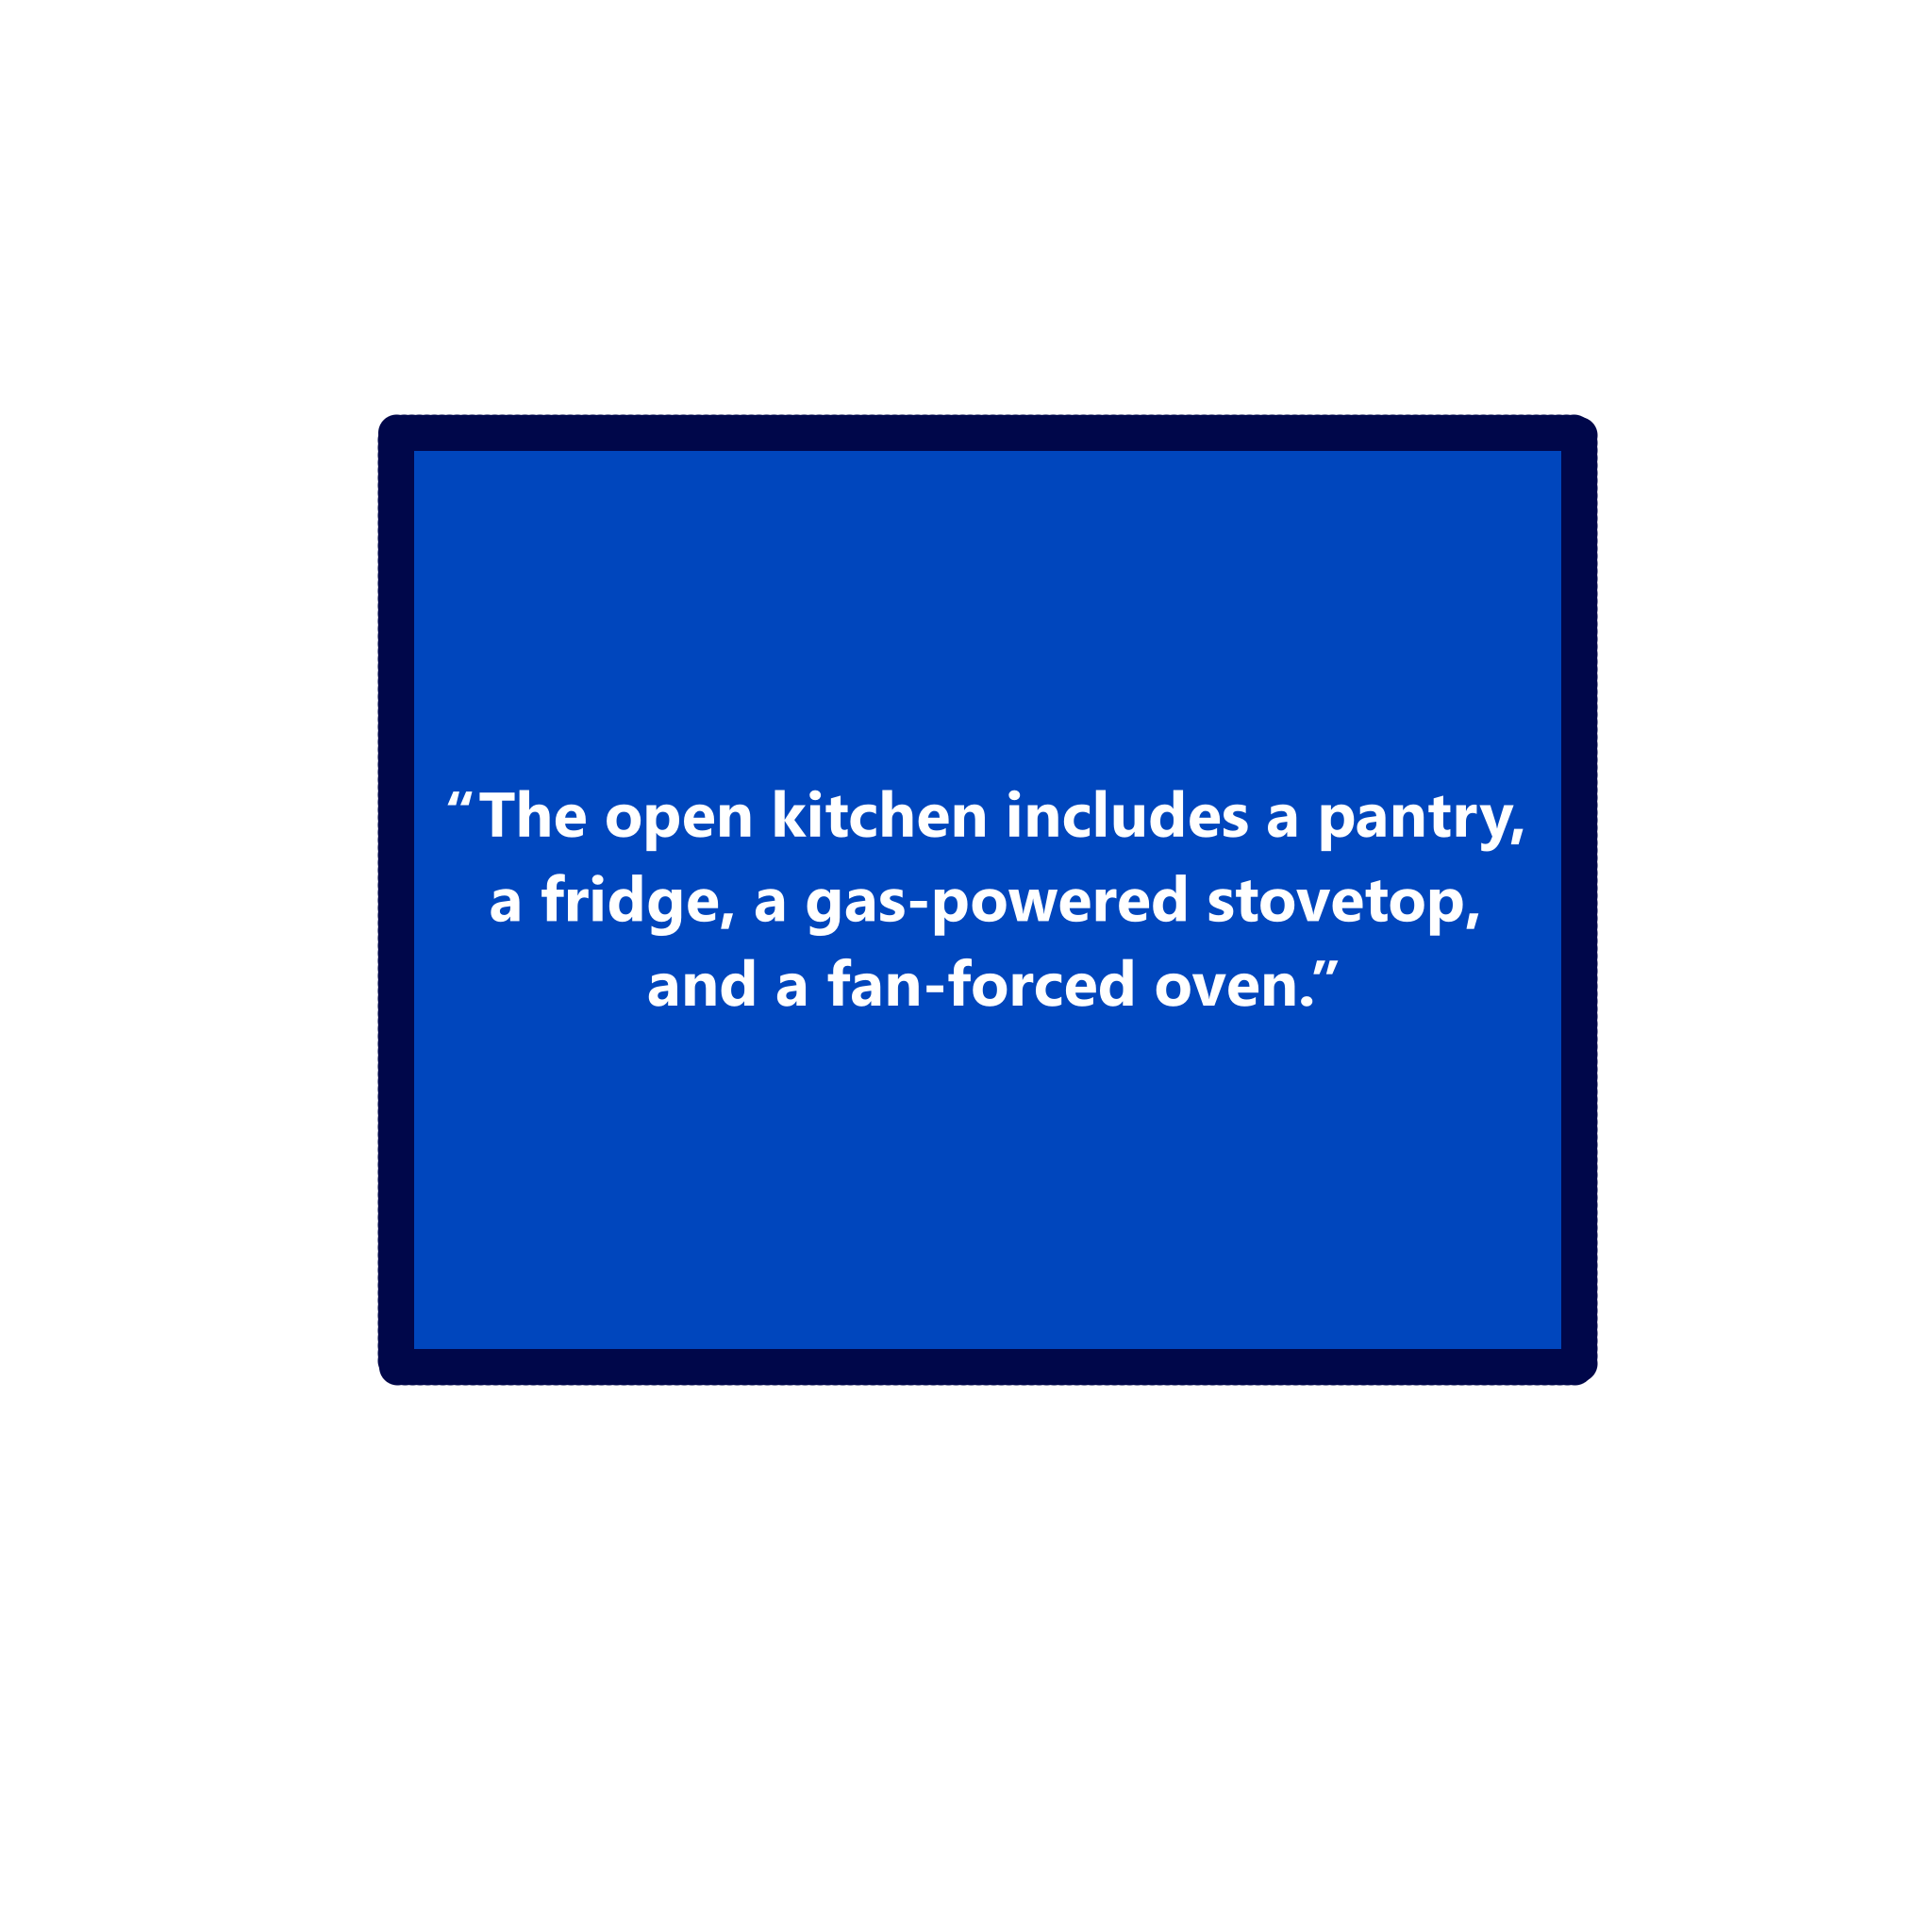 “The open kitchen includes a pantry,
a fridge, a gas-powered stovetop,
and a fan-forced oven.”